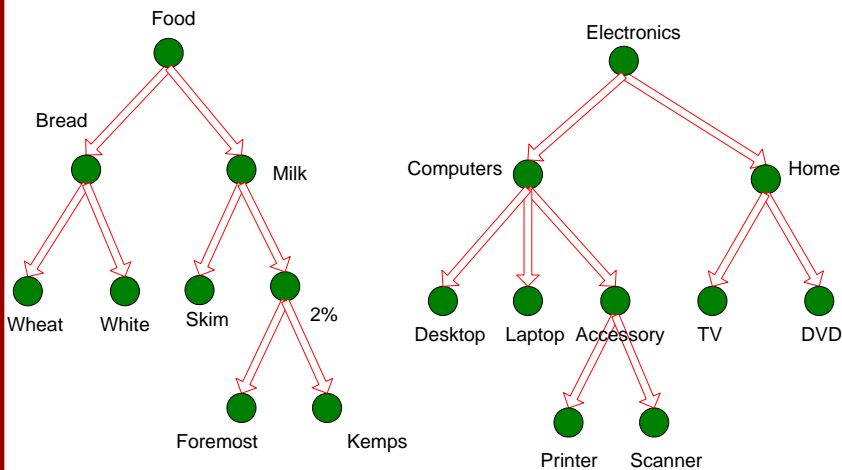 Food
Electronics
Bread
Milk
Computers
Home
Wheat
White
Skim
2%
Desktop
Laptop
Accessory
TV
DVD
Foremost
Kemps
Printer
Scanner